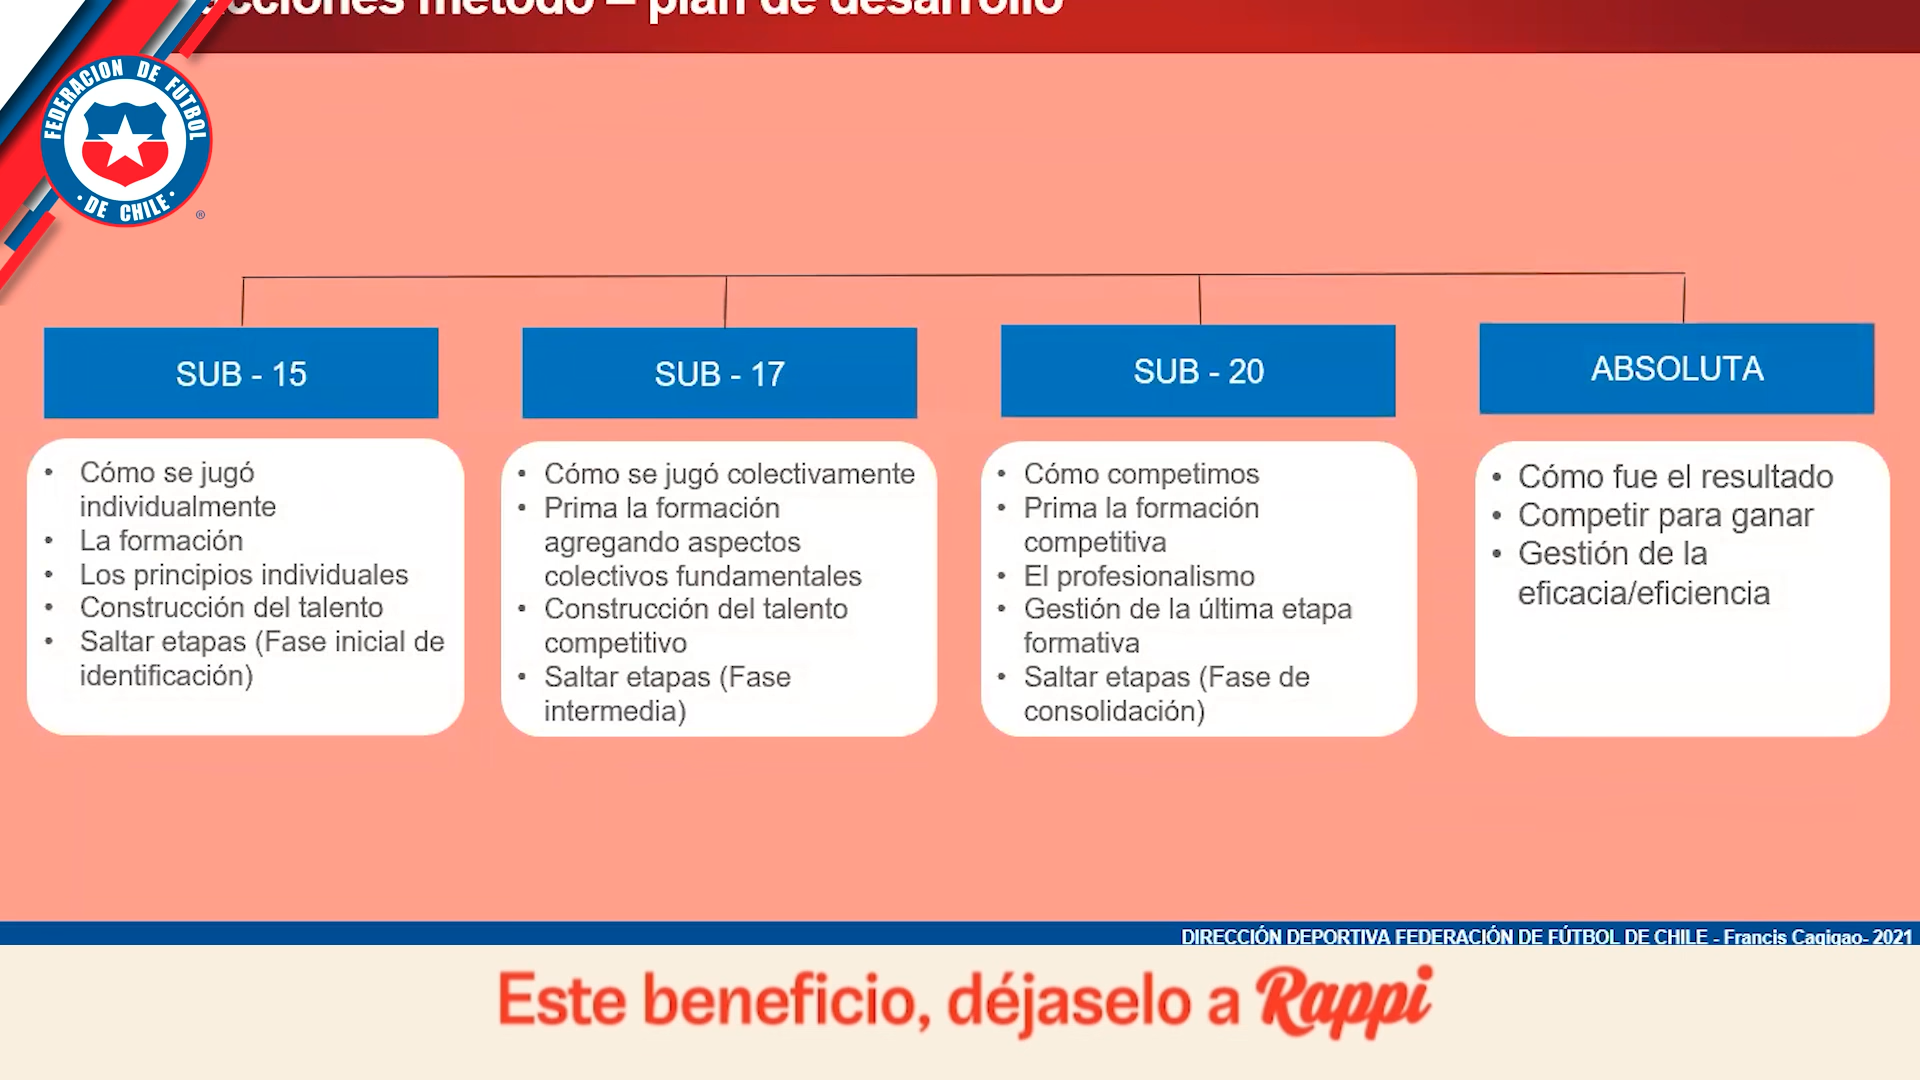 método – plan de desarrollo
FEDERACION DE FUTBOL
· DE CHILE ·
®
SUB - 15
SUB - 17
SUB - 20
ABSOLUTA
• Cómo se jugó
individualmente
• La formación
• Los principios individuales
• Construcción del talento
• Saltar etapas (Fase inicial de
identificación)
• Cómo se jugó colectivamente
• Prima la formación
agregando aspectos
colectivos fundamentales
• Construcción del talento
competitivo
• Saltar etapas (Fase
intermedia)
• Cómo competimos
• Prima la formación
competitiva
• El profesionalismo
• Gestión de la última etapa
formativa
• Saltar etapas (Fase de
consolidación)
• Cómo fue el resultado
• Competir para ganar
• Gestión de la
eficacia/eficiencia
DIRECCIÓN DEPORTIVA FEDERACIÓN DE FÚTBOL DE CHILE - Francis Cagigao- 2021
Este beneficio, déjaselo a Rappi